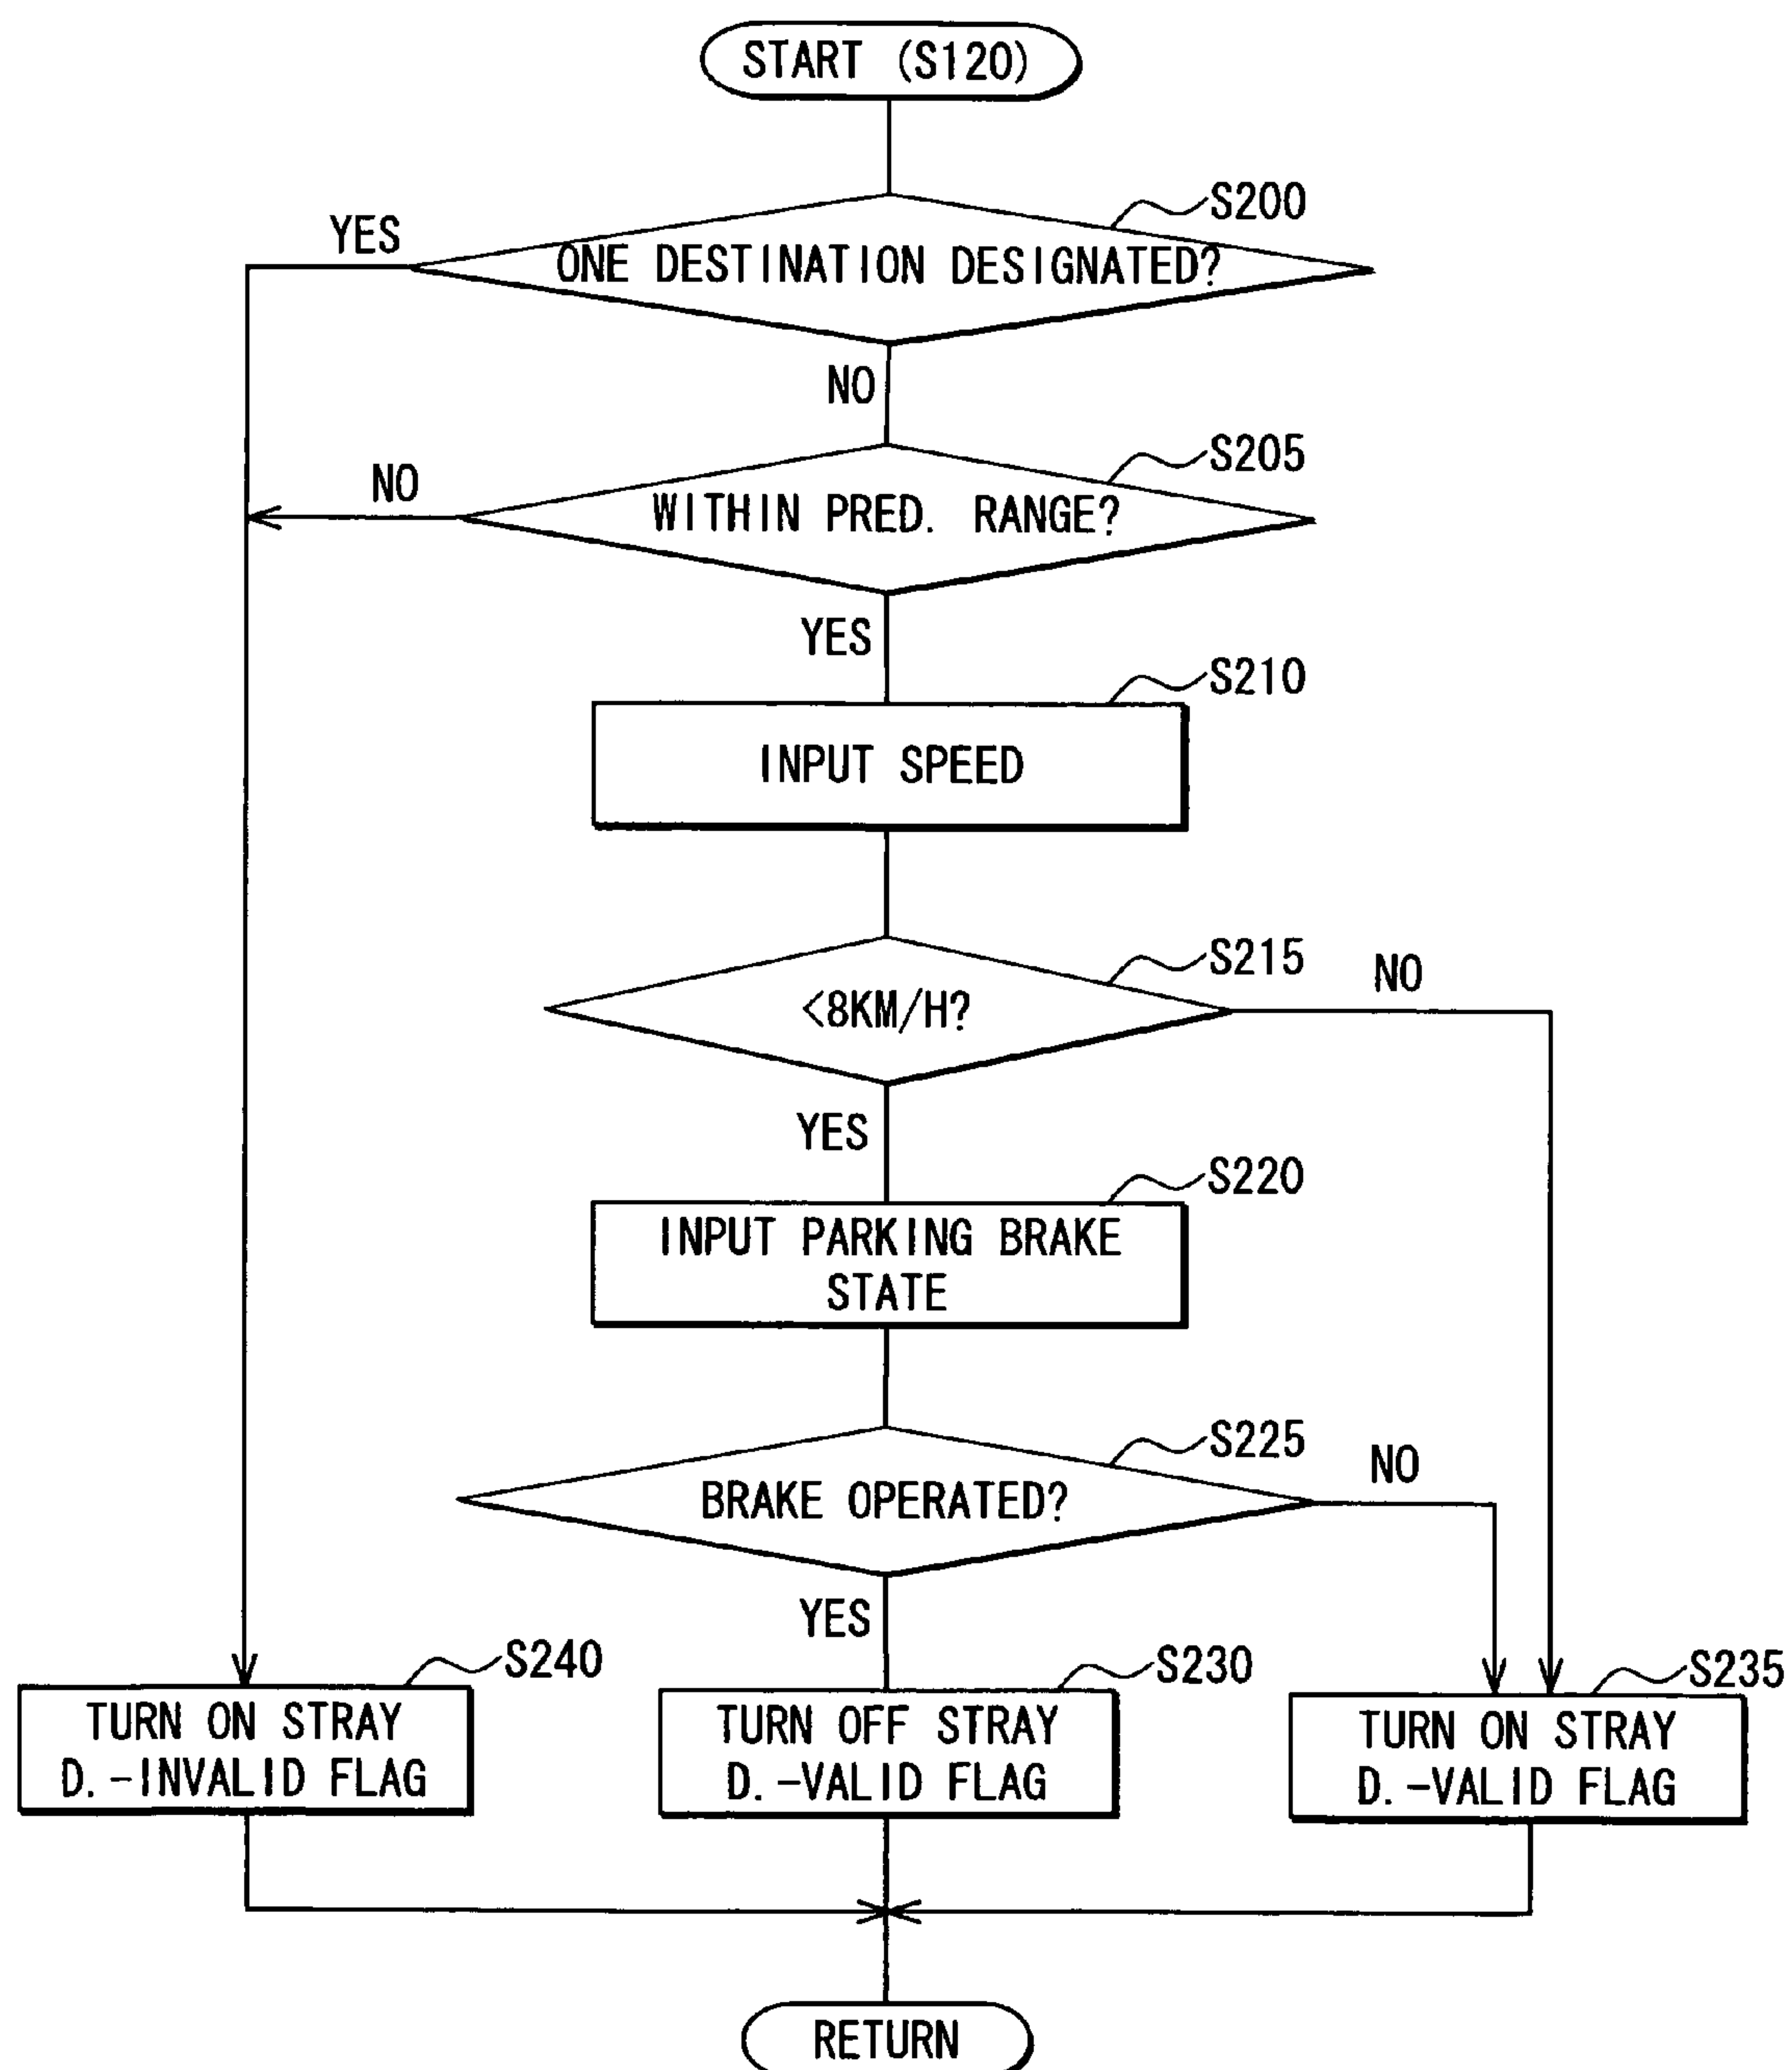 START (S120)
S200
YES
ONE DESTINATION DESIGNATED?
NO
S205
NO
WITHIN PRED. RANGE?
YES
S210
INPUT SPEED
S215
NO
<8KM/H?
YES
S220
INPUT PARKING BRAKE
STATE
S225
NO
BRAKE OPERATED?
YES
S240
TURN ON STRAY
D.-INVALID FLAG
S230
TURN OFF STRAY
D.-VALID FLAG
S235
TURN ON STRAY
D.-VALID FLAG
RETURN